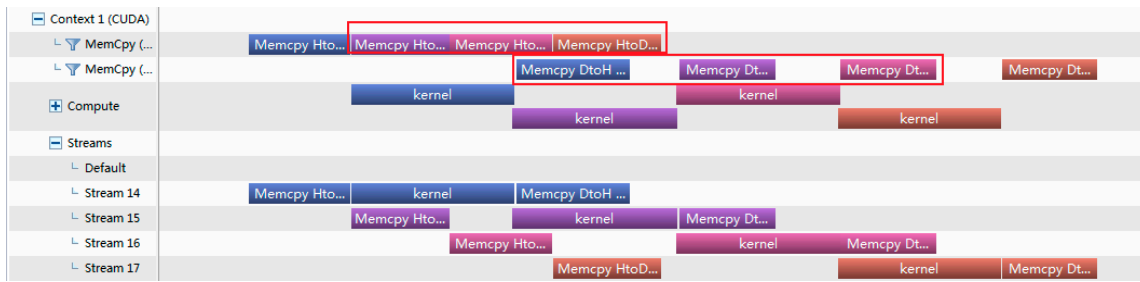 Context 1 (CUDA)
MemCpy (... Memcpy Hto... Memcpy Hto... Memcpy Hto... Memcpy HtoD...
MemCpy (... Memcpy DtoH ... Memcpy Dt... Memcpy Dt... Memcpy Dt...
kernel kernel
Compute
kernel kernel
Streams
Default
Stream 14 Memcpy Hto... kernel Memcpy DtoH ...
Stream 15 Memcpy Hto... kernel Memcpy Dt...
Stream 16 Memcpy Hto... kernel Memcpy Dt...
Stream 17 Memcpy HtoD... kernel Memcpy Dt...